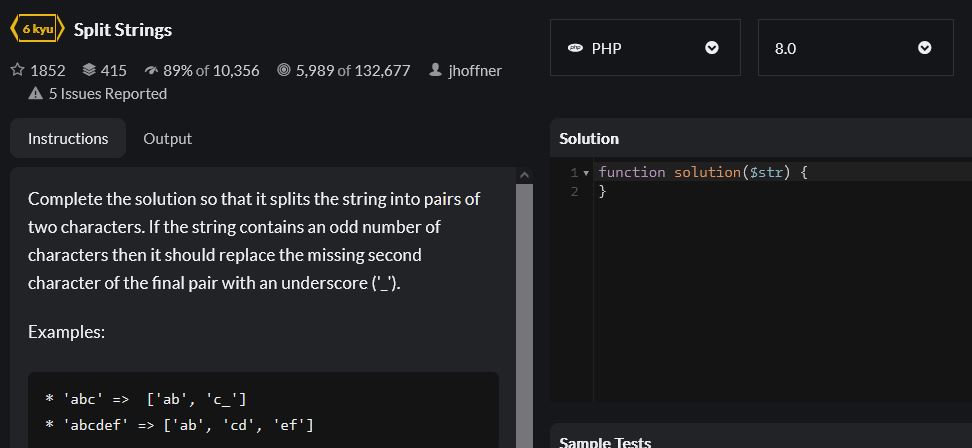 6 kyu Split Strings
1852 415 89% of 10,356 5,989 of 132,677 jhoffner
5 Issues Reported
Instructions Output
Complete the solution so that it splits the string into pairs of
two characters. If the string contains an odd number of
characters then it should replace the missing second
character of the final pair with an underscore ('_').
Examples:
* 'abc' =>  ['ab', 'c_']
* 'abcdef' => ['ab', 'cd', 'ef']
php PHP 8.0
Solution
1 function solution($str) {
2 }
Sample Tests